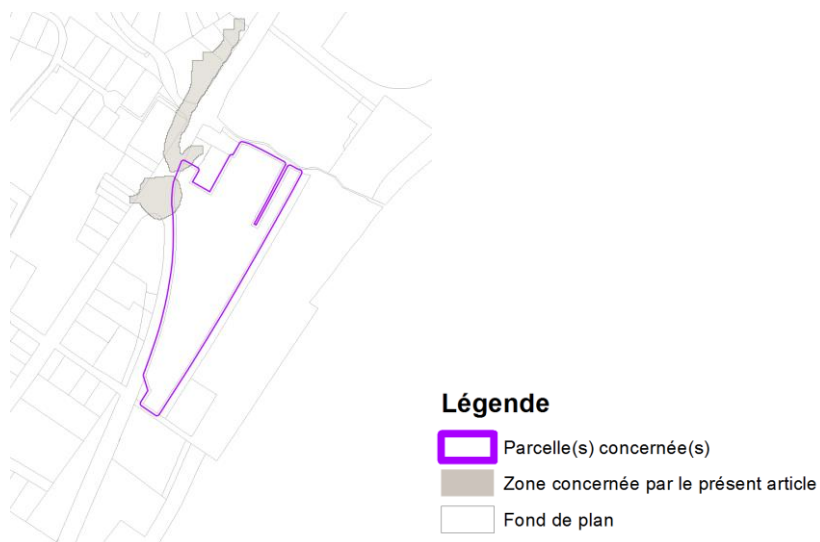 Légende
Parcelle(s) concernée(s)
Zone concernée par le présent article
Fond de plan